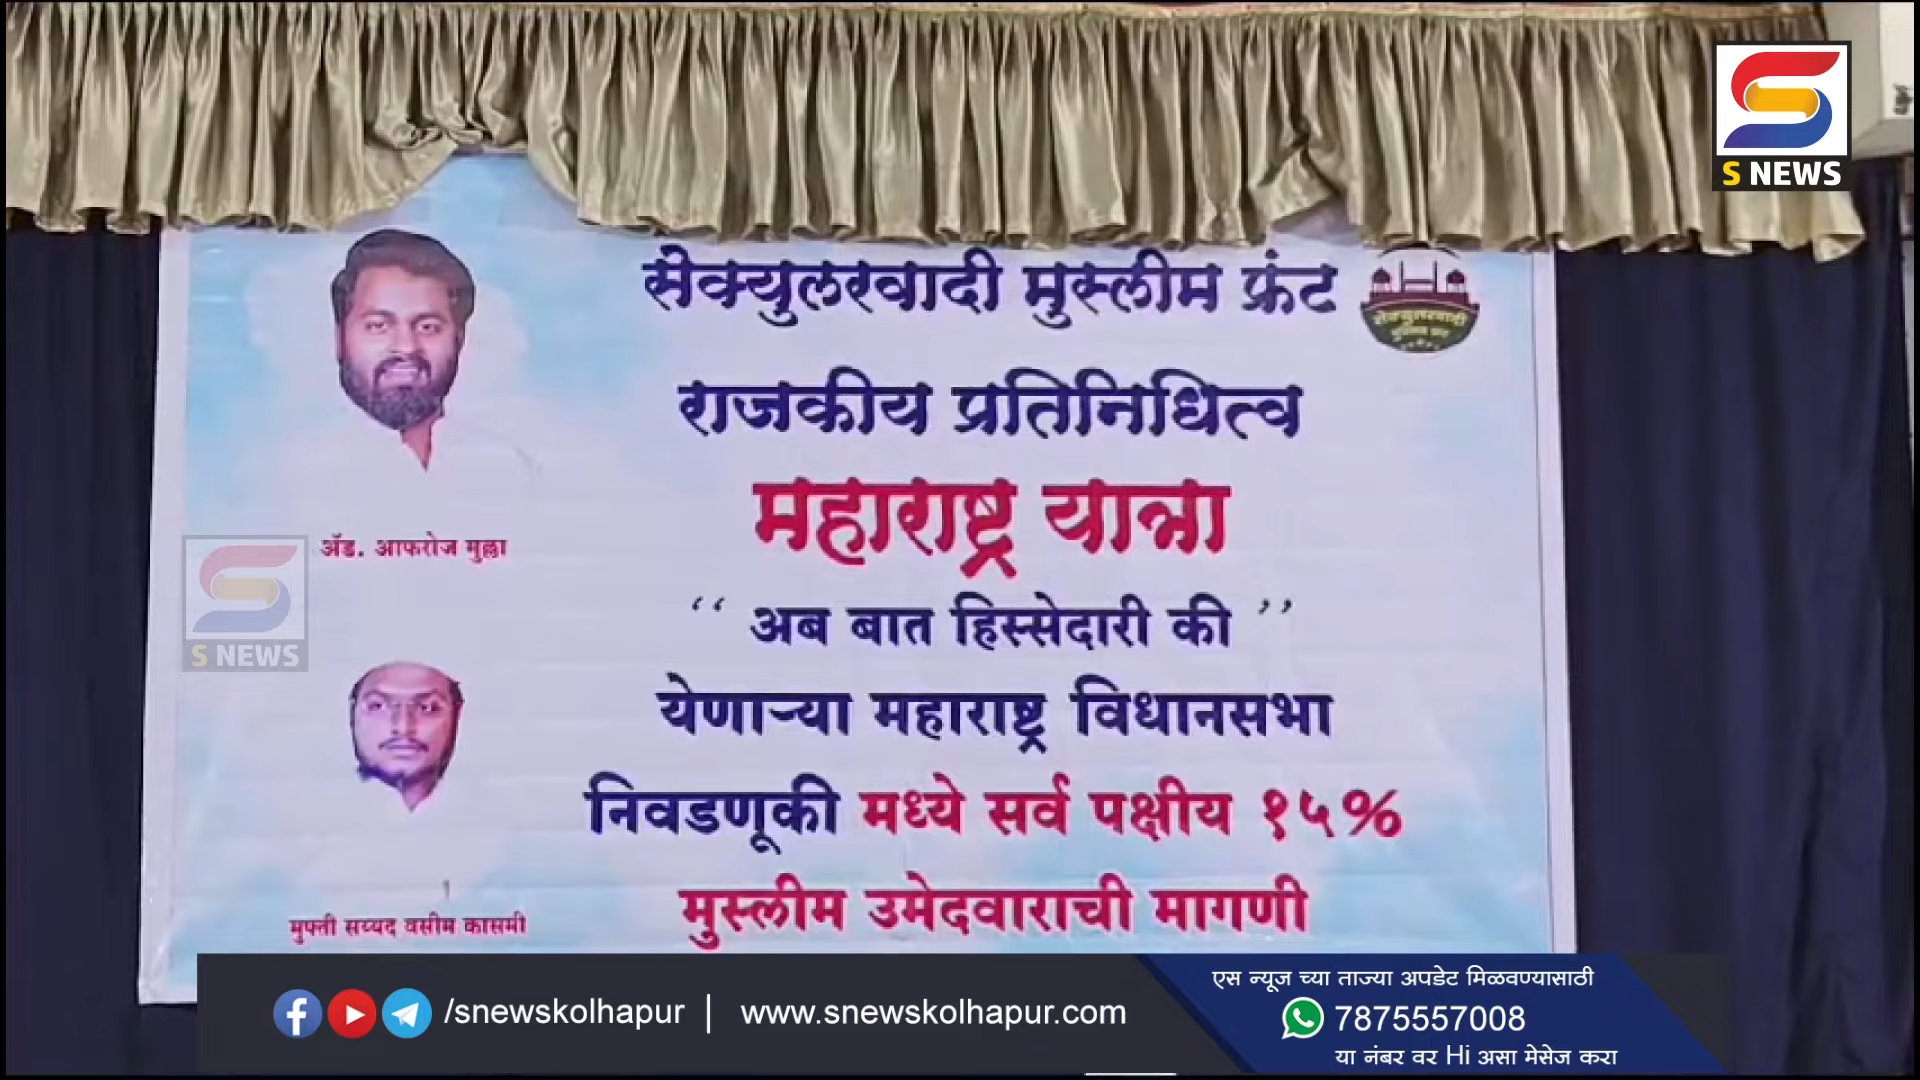 S NEWS
सेक्युलरवादी मुस्लीम फ्रंट
सेक्युलरवादी
राजकीय प्रतिनिधित्व
महाराष्ट्र यात्रा
ॲड. आफरोज मुल्ला
S NEWS
“ अब बात हिस्सेदारी की ”
येणाऱ्या महाराष्ट्र विधानसभा
निवडणूकी मध्ये सर्व पक्षीय १५%
मुस्लीम उमेदवाराची मागणी
मुफ्ती सय्यद वसीम कासमी
/snewskolhapur | www.snewskolhapur.com
एस न्यूज च्या ताज्या अपडेट मिळवण्यासाठी
7875557008
या नंबर वर Hi असा मेसेज करा